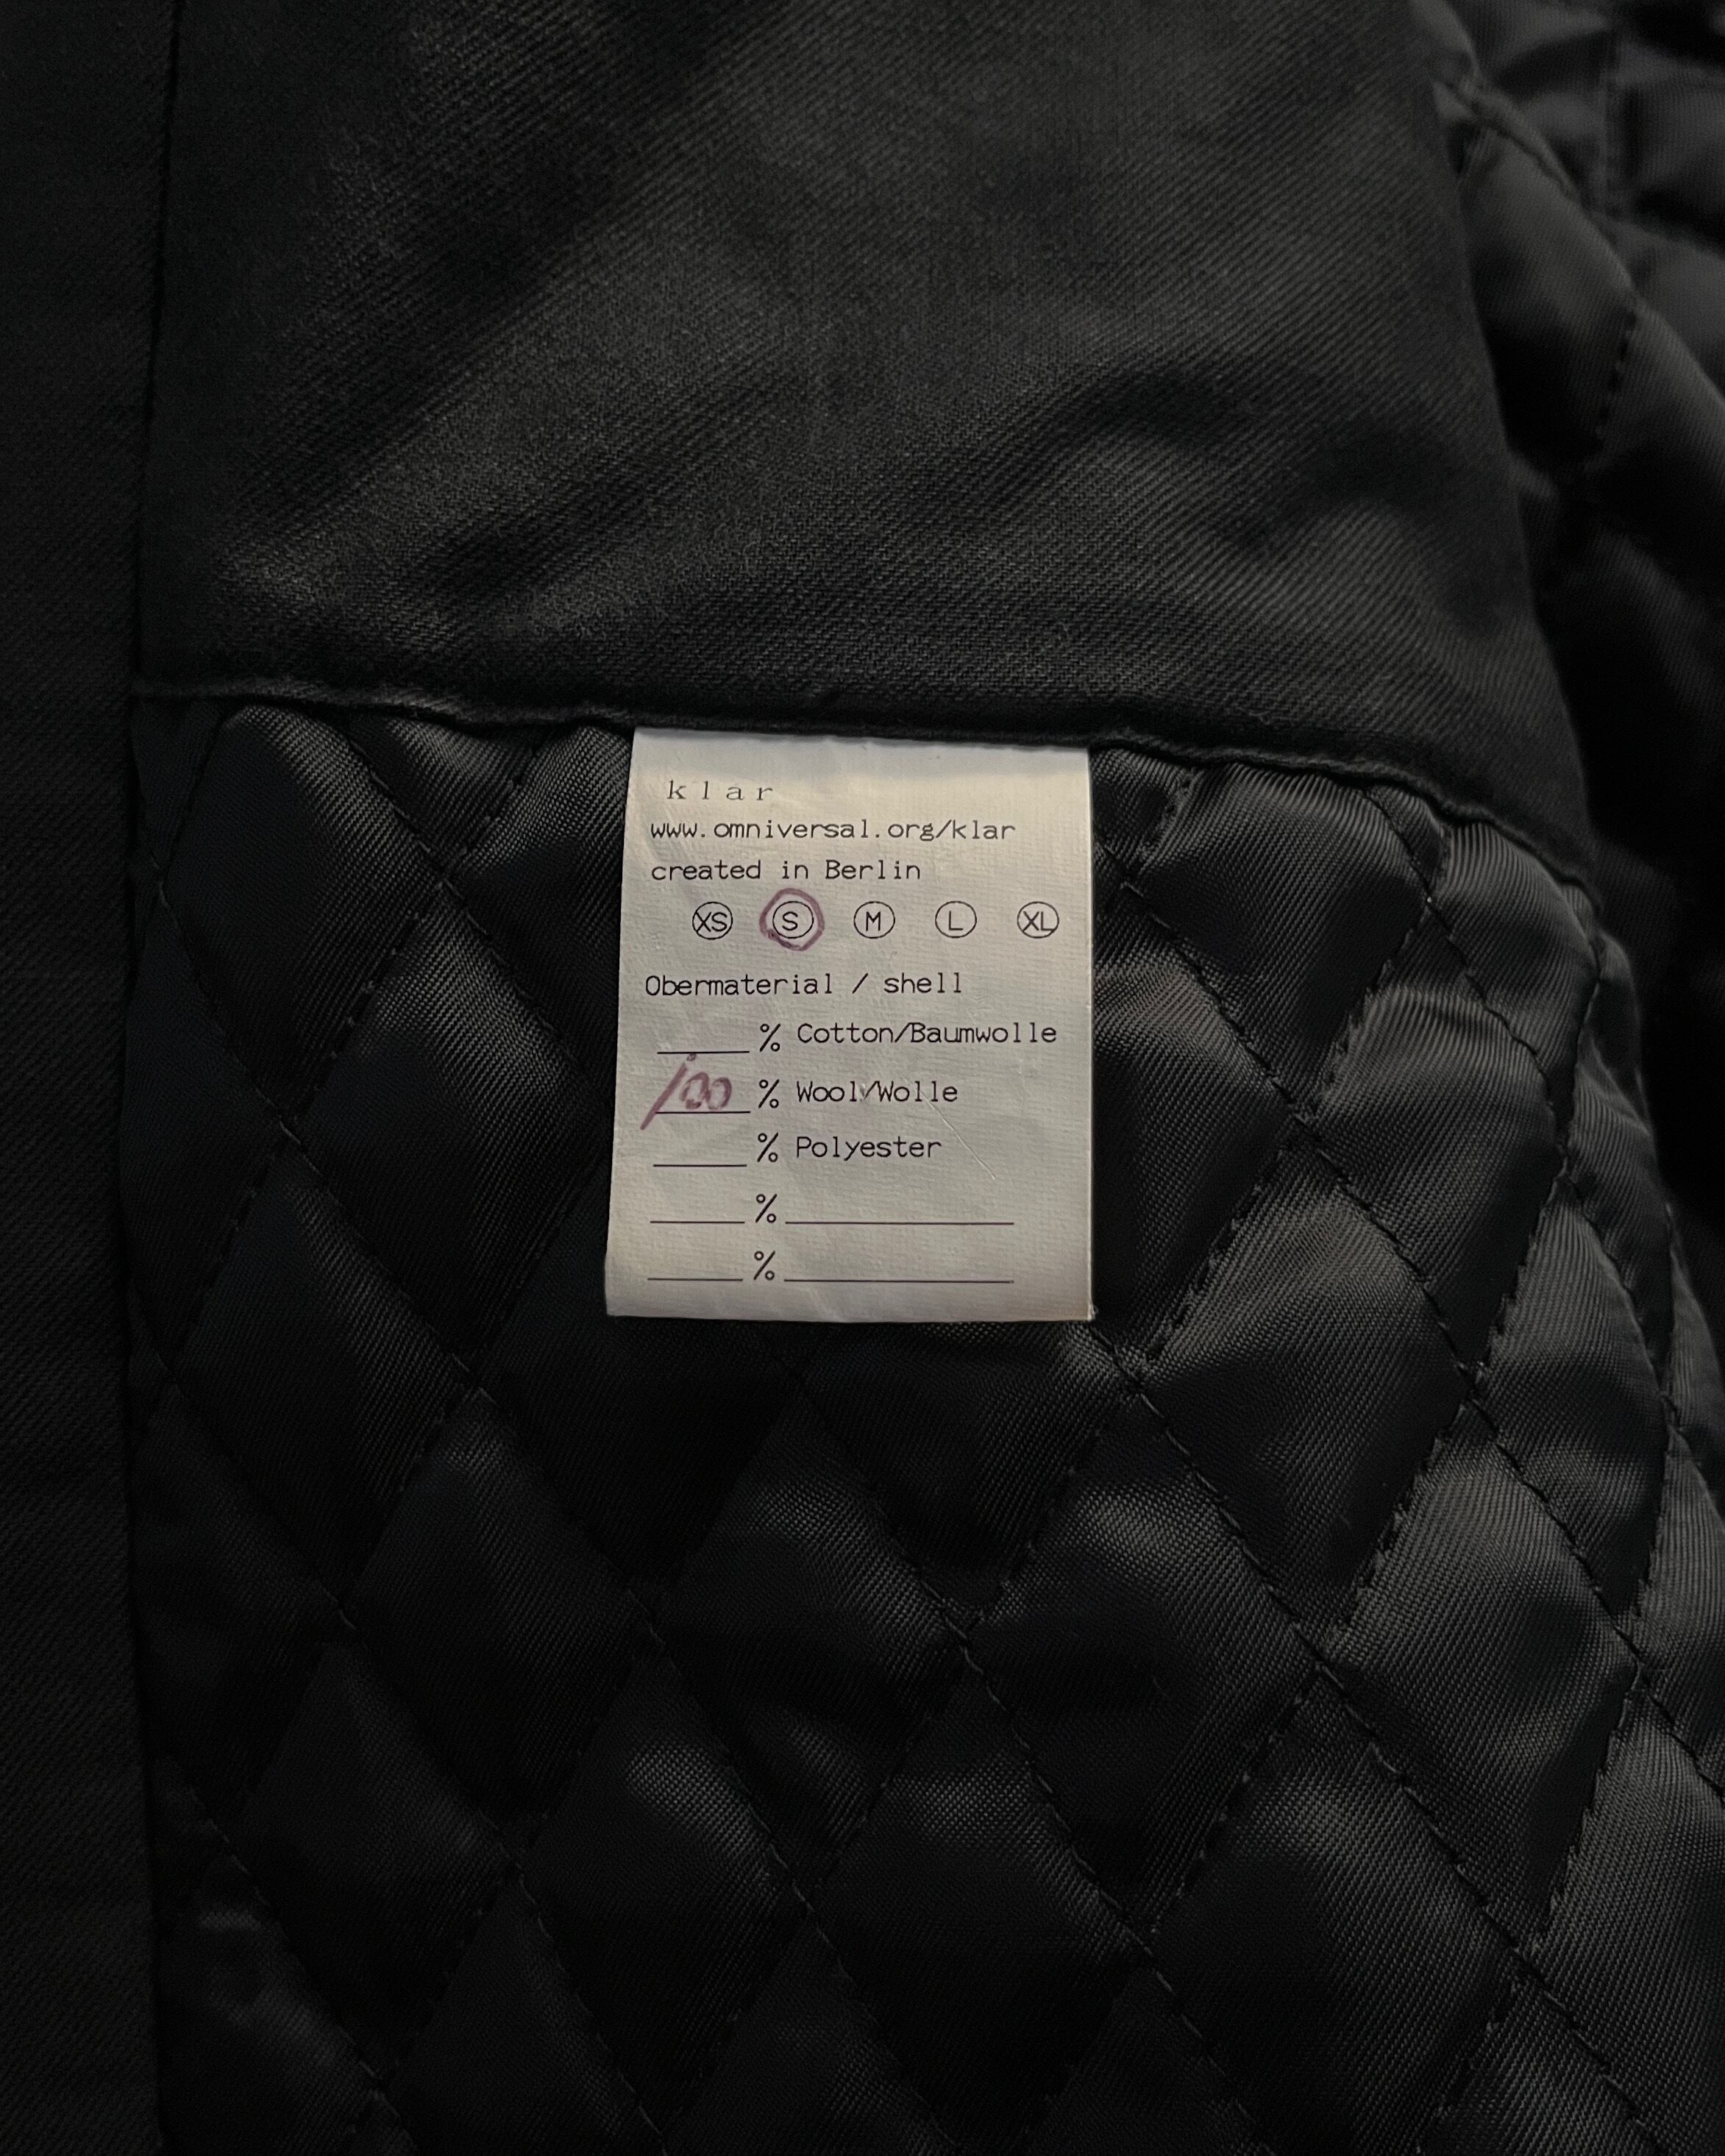 klar
www.omniversal.org/klar
created in Berlin
XS S M L XL
Obermaterial / shell
% Cotton/Baumwolle
100 % Wool/Wolle
% Polyester
%
%